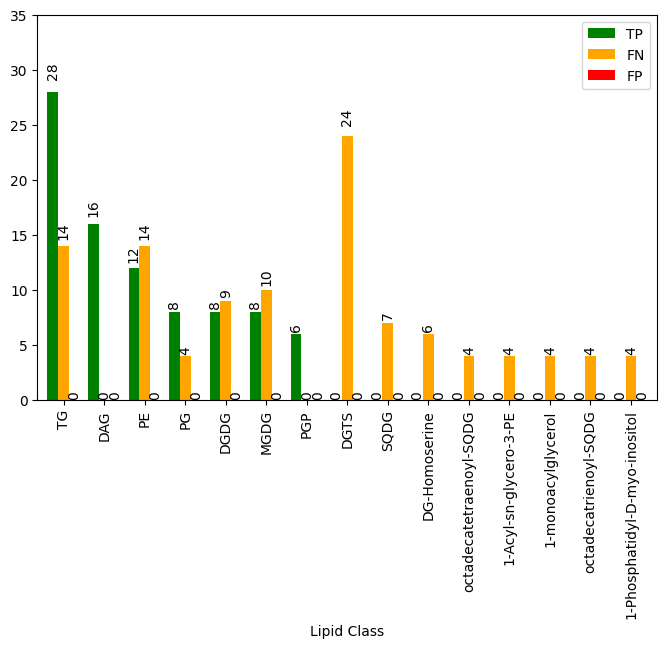 35
30
25
20
15
10
5
0
TP
FN
FP
28
14
0
16
0
0
12
14
0
8
4
0
8
9
0
8
10
0
6
0
0
0
24
0
0
7
0
0
6
0
0
4
0
0
4
0
0
4
0
0
4
0
0
4
0
TG
DAG
PE
PG
DGDG
MGDG
PGP
DGTS
SQDG
DG-Homoserine
octadecatetraenoyl-SQDG
1-Acyl-sn-glycero-3-PE
1-monoacylglycerol
octadecatrienoyl-SQDG
1-Phosphatidyl-D-myo-inositol
Lipid Class